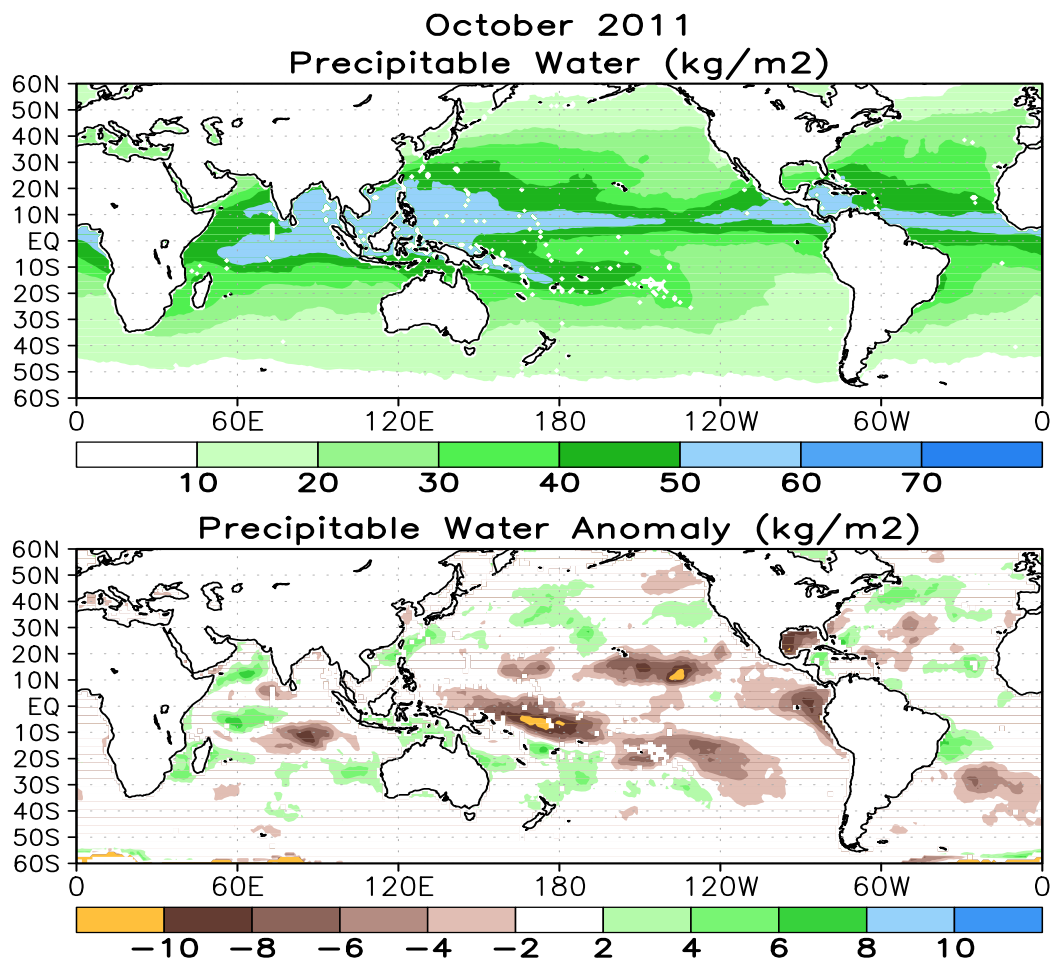 October 2011
Precipitable Water (kg/m2)
60N
50N
40N
30N
20N
10N
EQ
10S
20S
30S
40S
50S
60S
0 60E 120E 180 120W 60W 0
10 20 30 40 50 60 70
Precipitable Water Anomaly (kg/m2)
60N
50N
40N
30N
20N
10N
EQ
10S
20S
30S
40S
50S
60S
0 60E 120E 180 120W 60W 0
−10 −8 −6 −4 −2 2 4 6 8 10